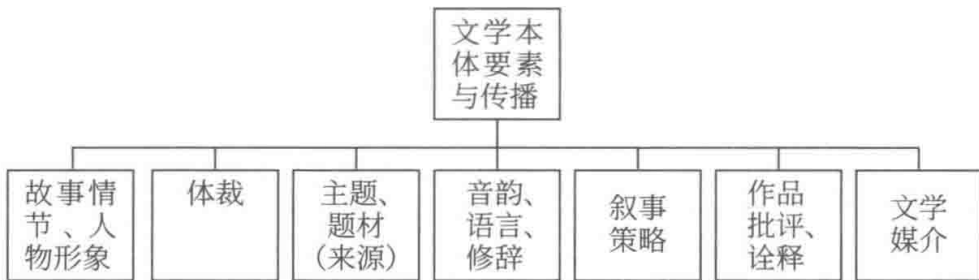 文学本
体要素
与传播
故事情
节、人
物形象
体裁
主题、
题材
(来源)
音韵、
语言、
修辞
叙事
策略
作品
批评、
诠释
文学
媒介